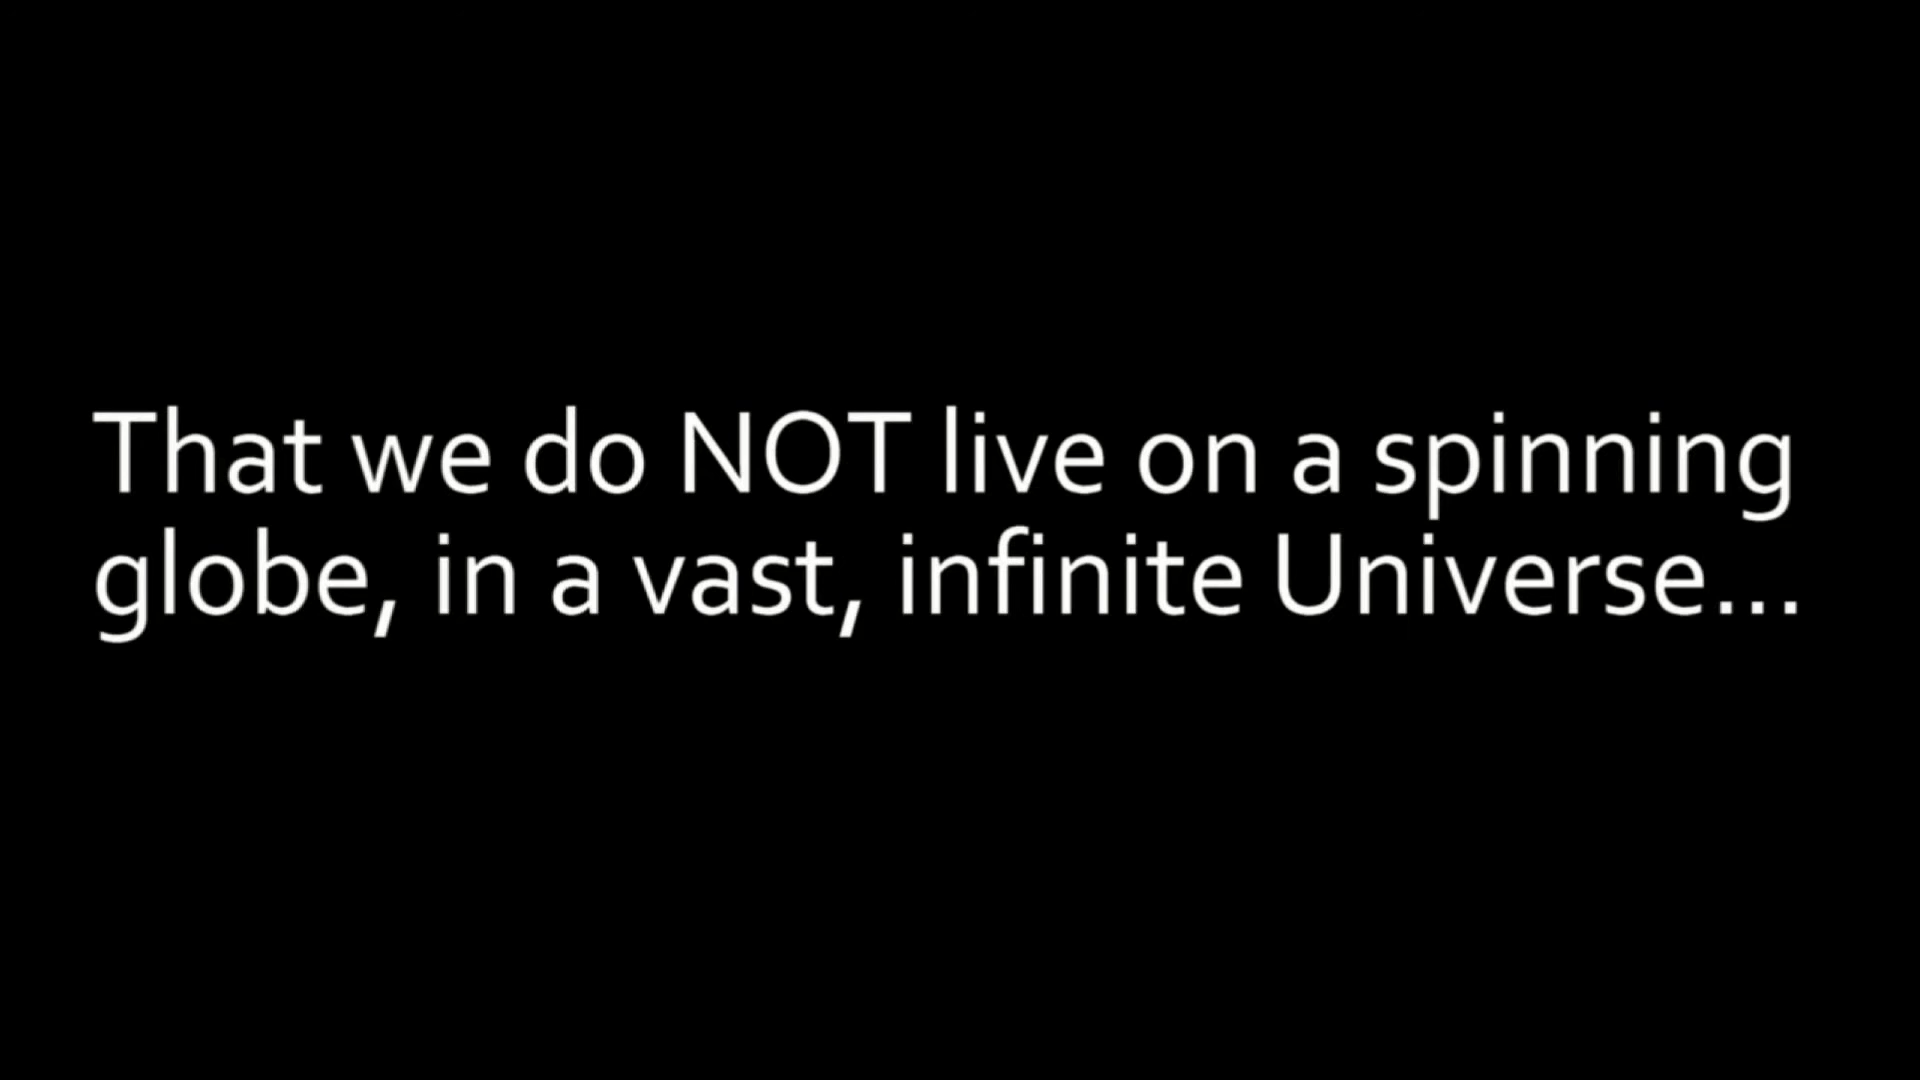 That we do NOT live on a spinning
globe, in a vast, infinite Universe...